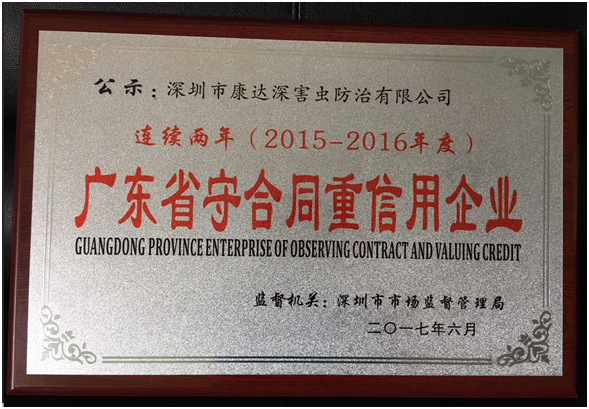 公示：深圳市康达深害虫防治有限公司
连续两年（2015-2016年度）
广东省守合同重信用企业
GUANGDONG PROVINCE ENTERPRISE OF OBSERVING CONTRACT AND VALUING CREDIT
监督机关：深圳市市场监督管理局
二〇一七年六月